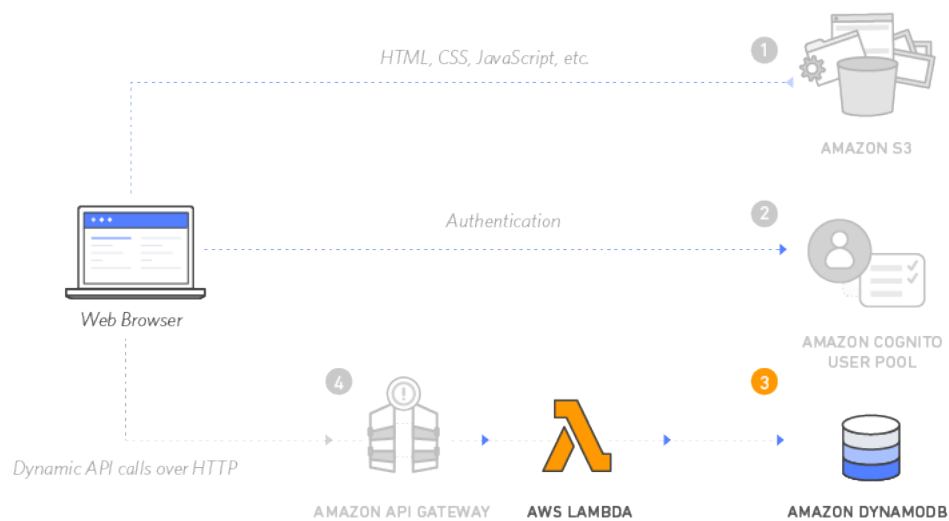 HTML, CSS, JavaScript, etc.
1
AMAZON S3
Authentication
2
Web Browser
AMAZON COGNITO
USER POOL
4
3
Dynamic API calls over HTTP
AMAZON API GATEWAY
AWS LAMBDA
AMAZON DYNAMODB